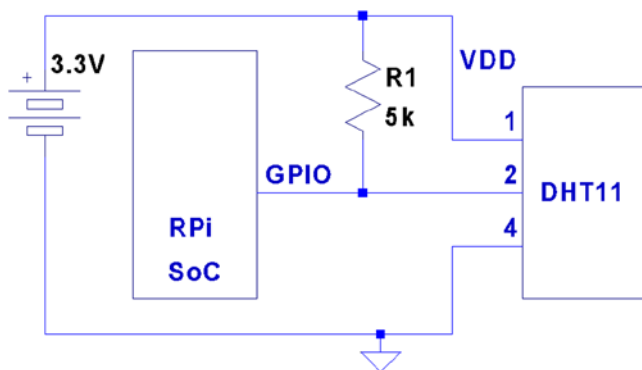 + 3.3V
VDD
R1
5k
1
GPIO
2
DHT11
RPi
SoC
4